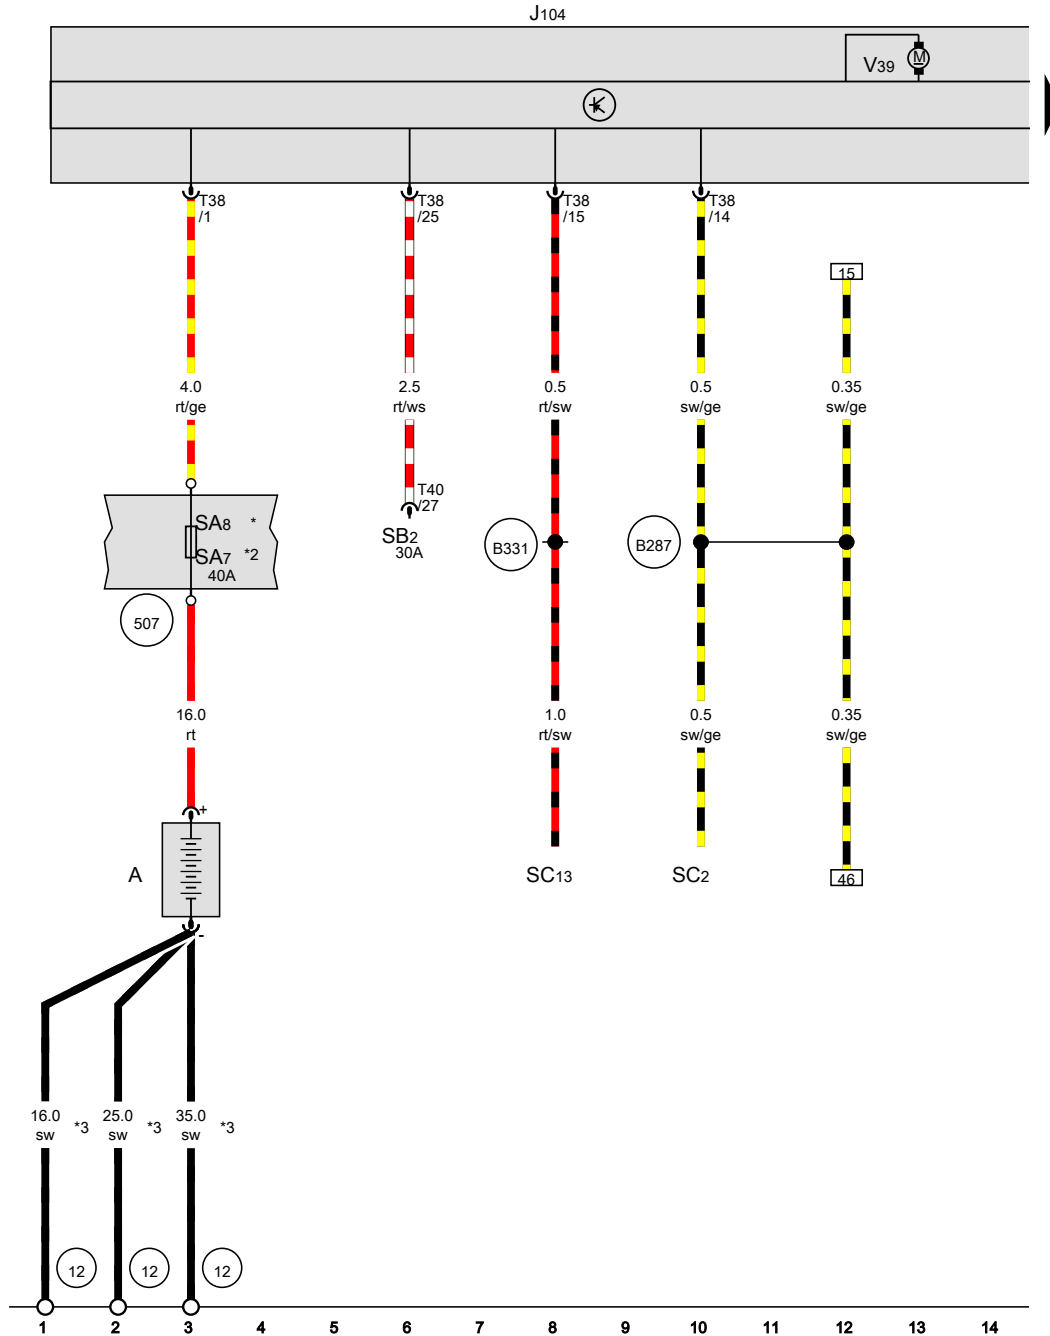 J104
V39
M
T38
/1
T38
/25
T38
/15
T38
/14
15
4.0
rt/ge
2.5
rt/ws
0.5
rt/sw
0.5
sw/ge
0.35
sw/ge
T40
/27
SB2
30A
SA8 *
SA7 *2
40A
B331
B287
507
16.0
rt
1.0
rt/sw
0.5
sw/ge
0.35
sw/ge
+
A
-
SC13
SC2
46
16.0
sw
*3
25.0
sw
*3
35.0
sw
*3
12
12
12
1 2 3 4 5 6 7 8 9 10 11 12 13 14